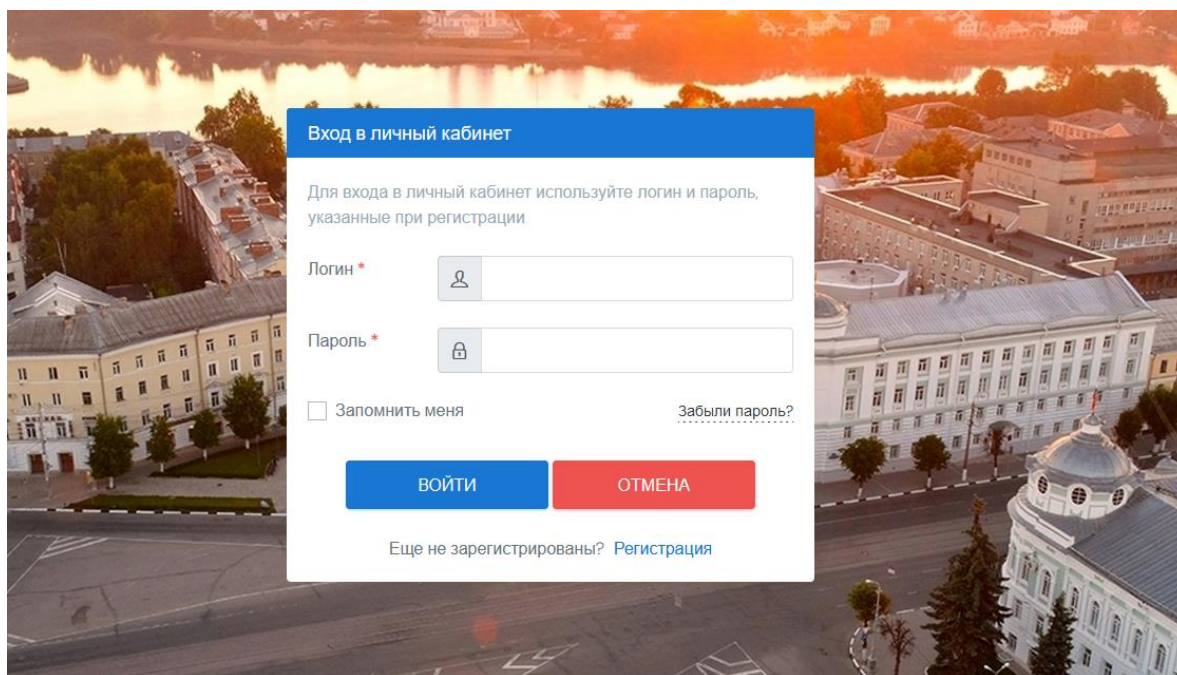 Вход в личный кабинет
Для входа в личный кабинет используйте логин и пароль,
указанные при регистрации
Логин *
Пароль *
Запомнить меня
Забыли пароль?
ВОЙТИ
ОТМЕНА
Еще не зарегистрированы? Регистрация